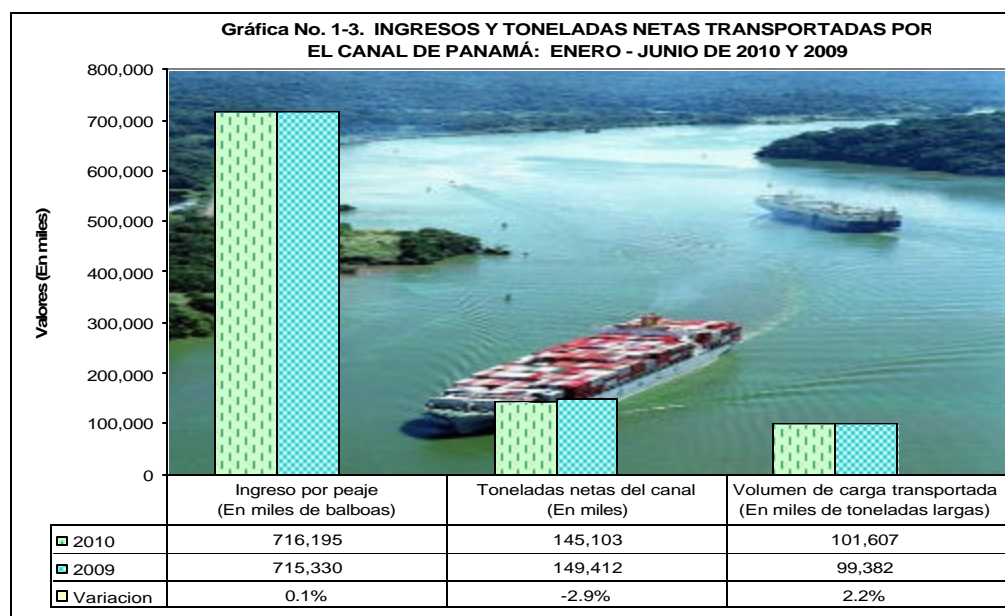 Gráfica No. 1-3. INGRESOS Y TONELADAS NETAS TRANSPORTADAS POR
EL CANAL DE PANAMÁ: ENERO - JUNIO DE 2010 Y 2009
Valores (En miles)
800,000
700,000
600,000
500,000
400,000
300,000
200,000
100,000
0
Ingreso por peaje
(En miles de balboas)
Toneladas netas del canal
(En miles)
Volumen de carga transportada
(En miles de toneladas largas)
2010 716,195 145,103 101,607
2009 715,330 149,412 99,382
Variacion 0.1% -2.9% 2.2%